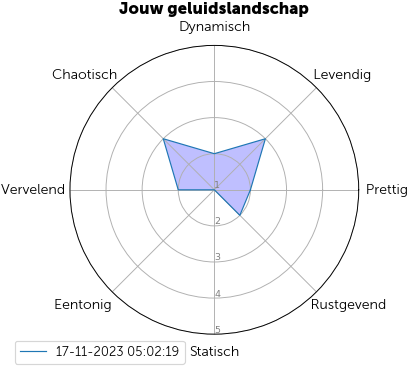 Jouw geluidslandschap
Dynamisch
Chaotisch
Levendig
Vervelend
1
Prettig
2
3
4
Eentonig
Rustgevend
5
17-11-2023 05:02:19
Statisch